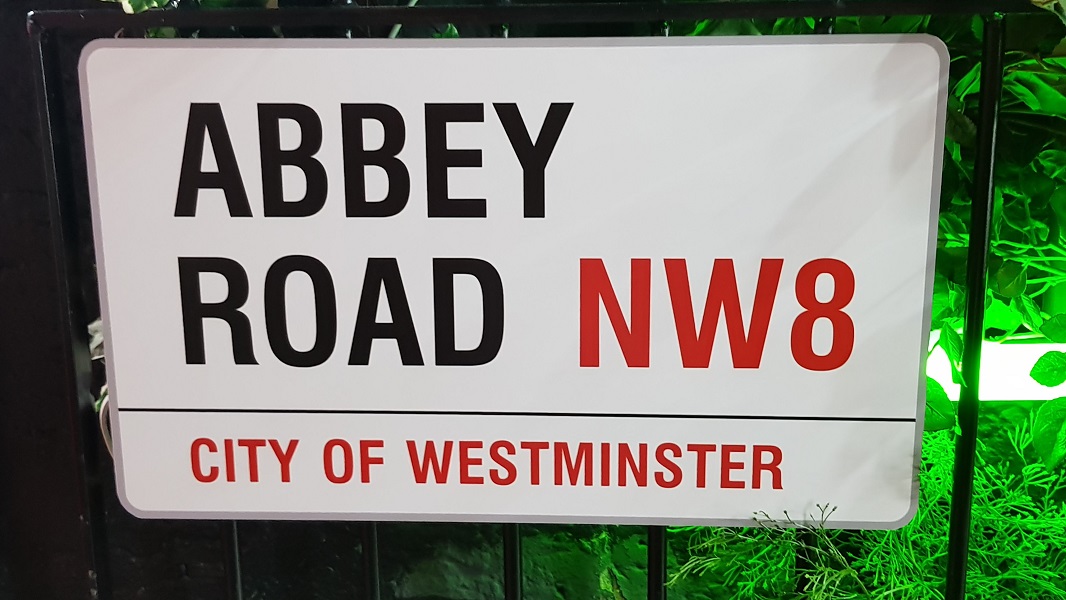 ABBEY
ROAD NW8
CITY OF WESTMINSTER